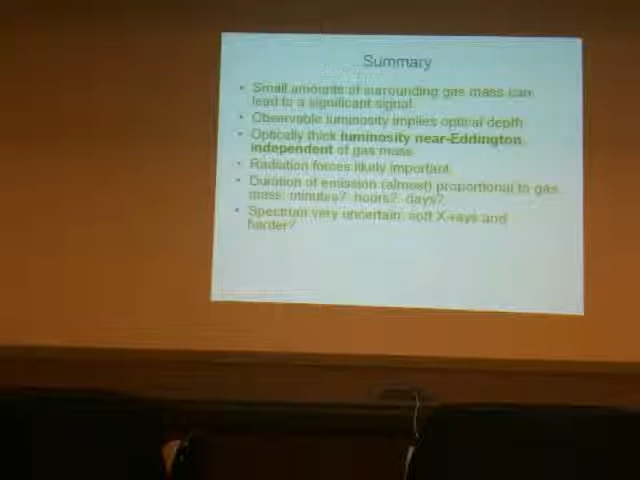 Summary
• Small amounts of surrounding gas mass can
lead to a significant signal.
• Observable luminosity implies optical depth
• Optically thick luminosity near-Eddington,
independent of gas mass
• Radiation forces likely important
• Duration of emission (almost) proportional to gas
mass: minutes? hours? days?
• Spectrum very uncertain: soft X-rays and
harder?